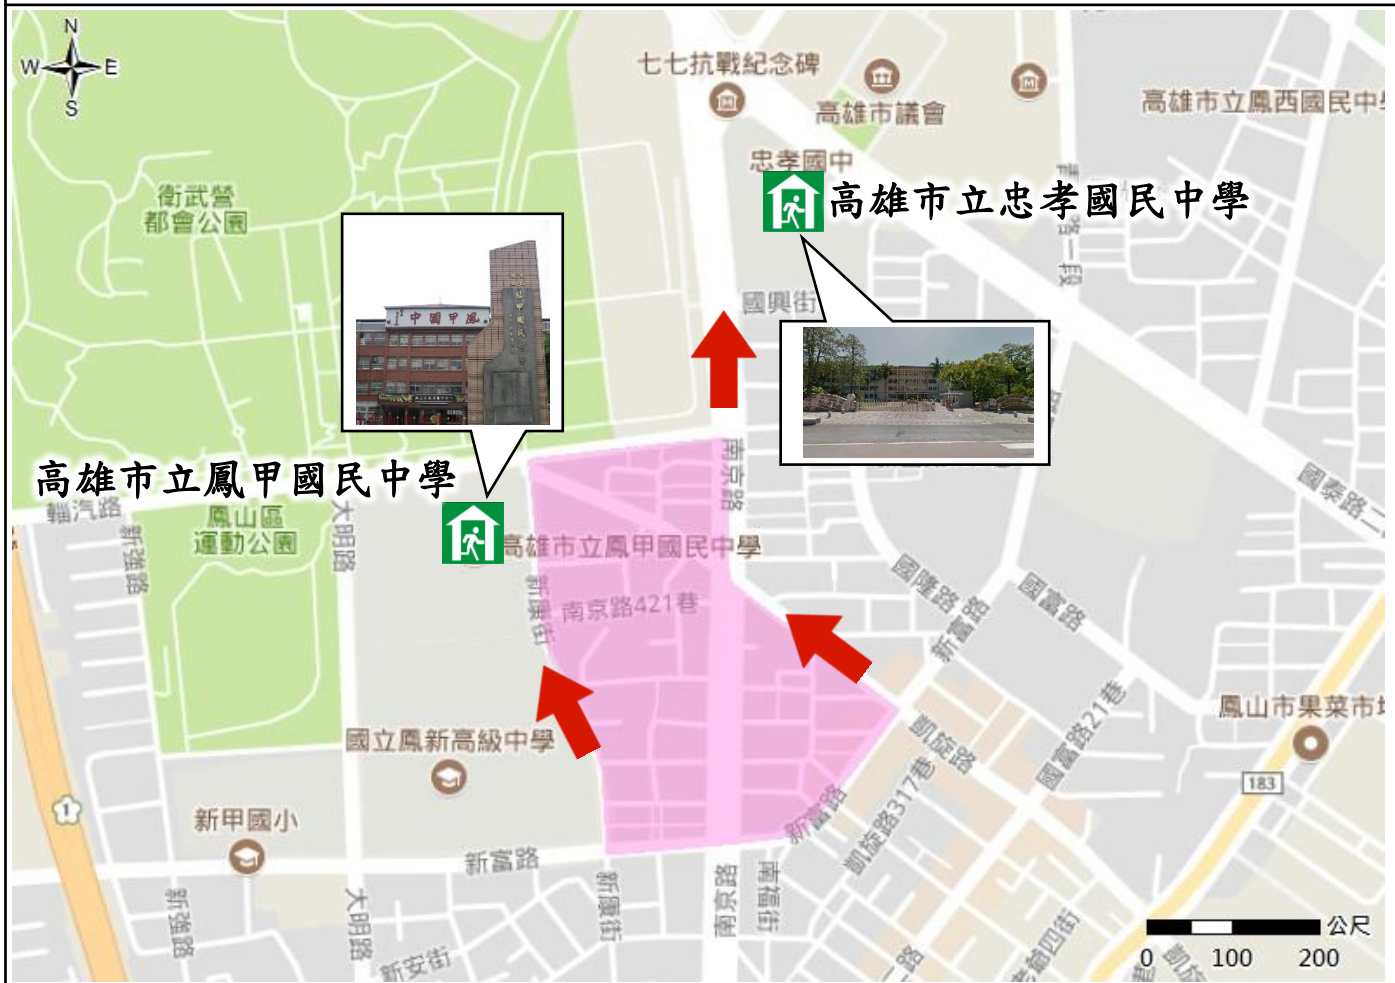 N
W
E
S
七七抗戰紀念碑
高雄市議會
高雄市立鳳西國民中學
忠孝國中
高雄市立忠孝國民中學
衛武營
都會公園
國興街
中國甲鳳
高雄市立鳳甲國民中學
輜汽路
鳳山區
運動公園
大明路
新強路
南京路
國泰路二
高雄市立鳳甲國民中學
新康街
南京路421巷
國隆路
新富路
國富路
國立鳳新高級中學
凱旋路
國富路21巷
鳳山市果菜市場
183
1
新甲國小
新富路
凱旋路317巷
新富路
新康街
南京路
南福街
新強路
大明路
新安街
公尺
0
100
200